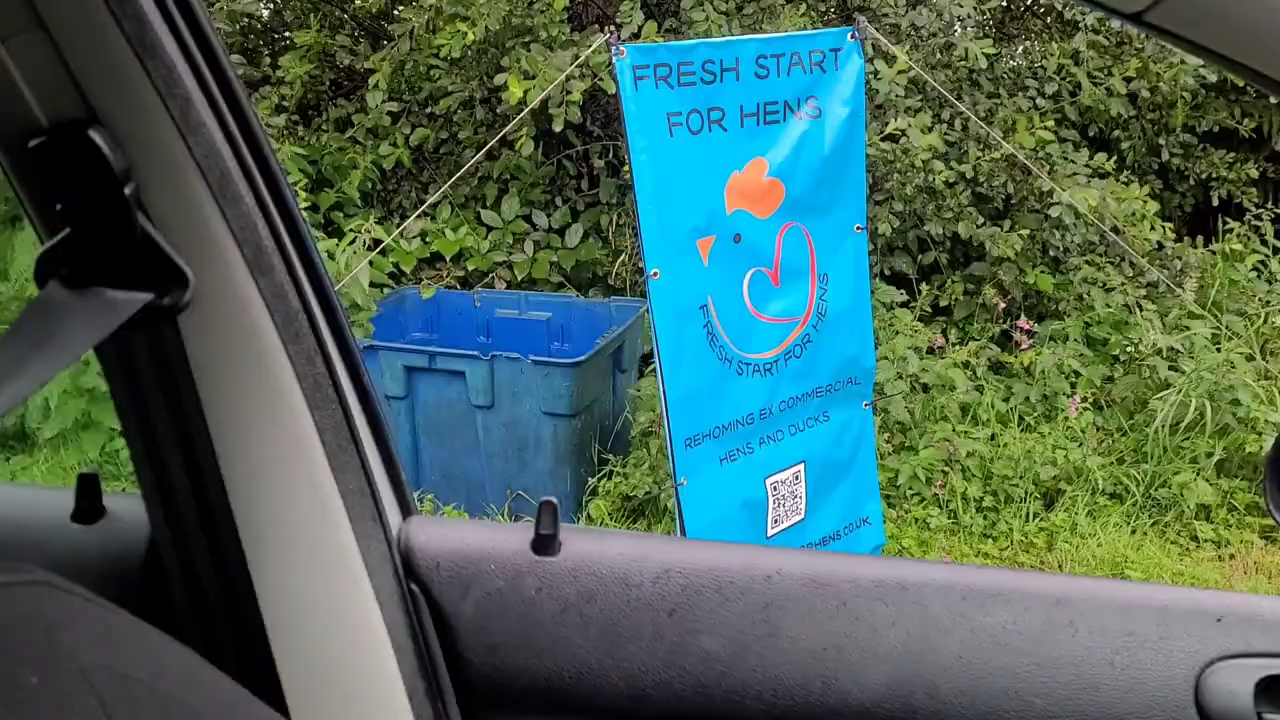 FRESH START
FOR HENS
FRESH START FOR HENS
REHOMING EX COMMERCIAL
HENS AND DUCKS